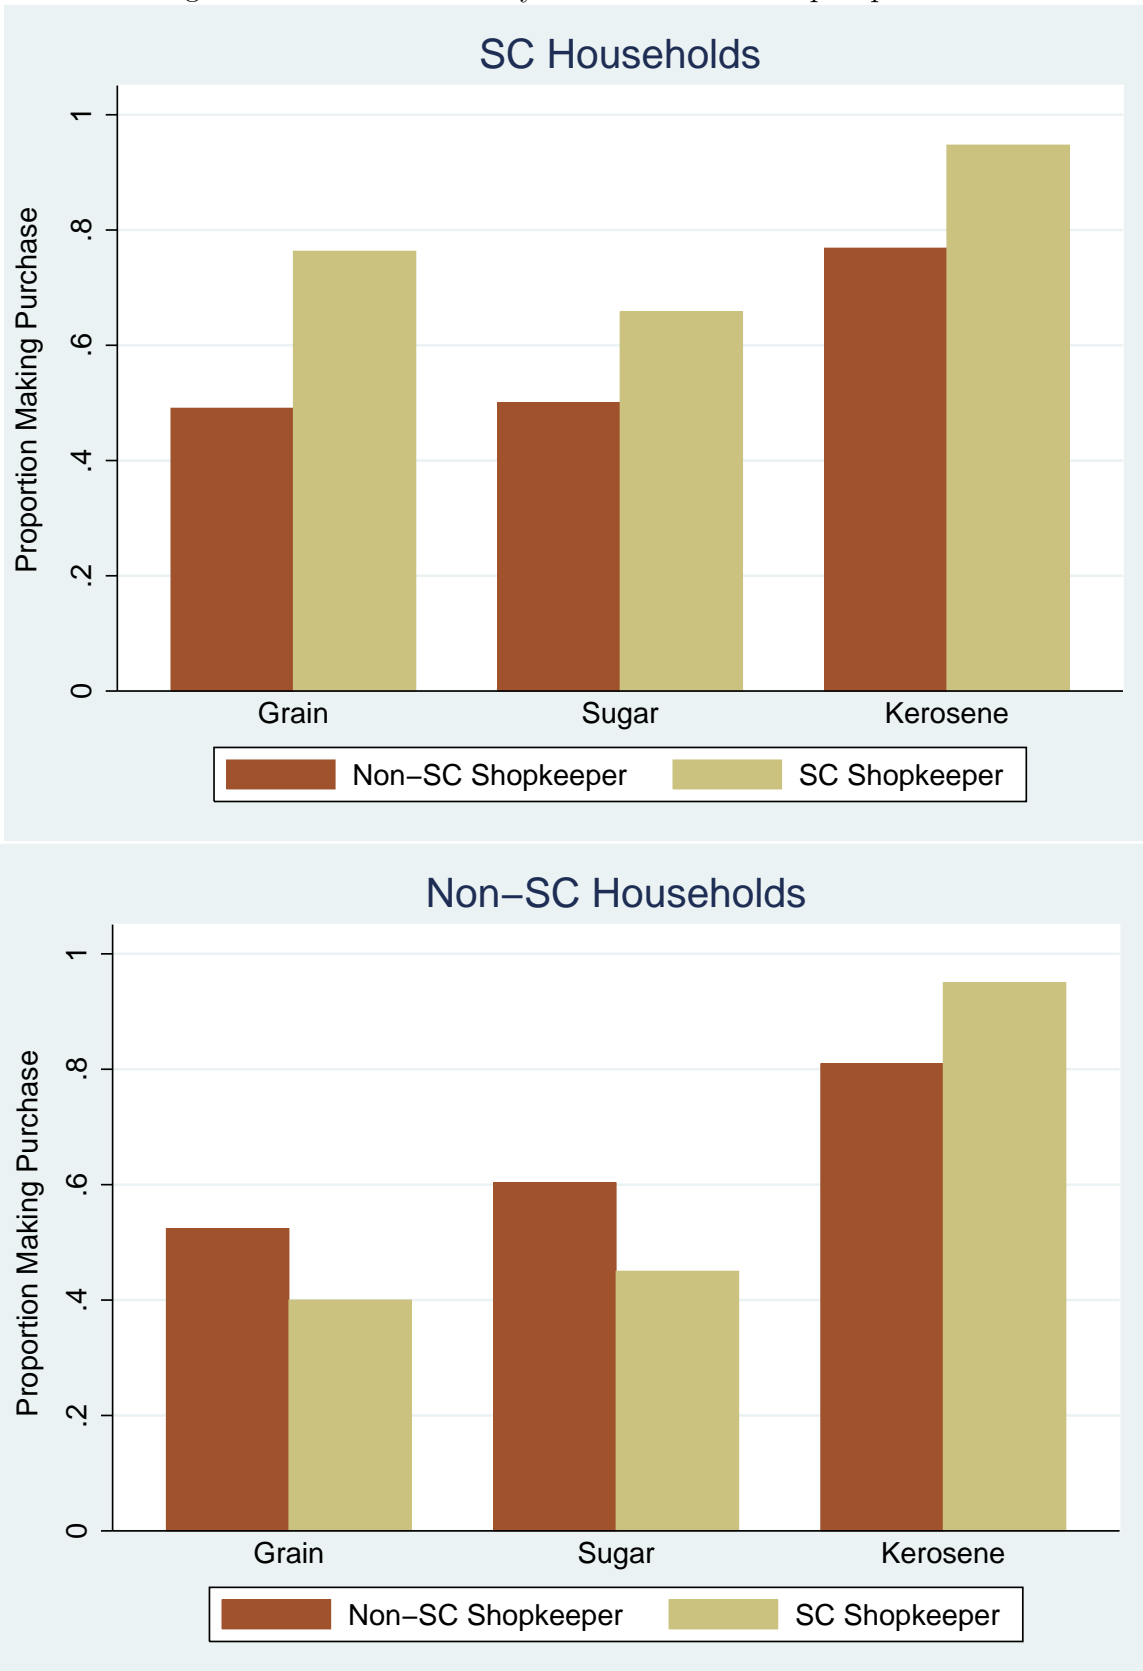 SC Households
Proportion Making Purchase
1
.8
.6
.4
.2
0
Grain Sugar Kerosene
Non−SC Shopkeeper SC Shopkeeper
Non−SC Households
Proportion Making Purchase
1
.8
.6
.4
.2
0
Grain Sugar Kerosene
Non−SC Shopkeeper SC Shopkeeper